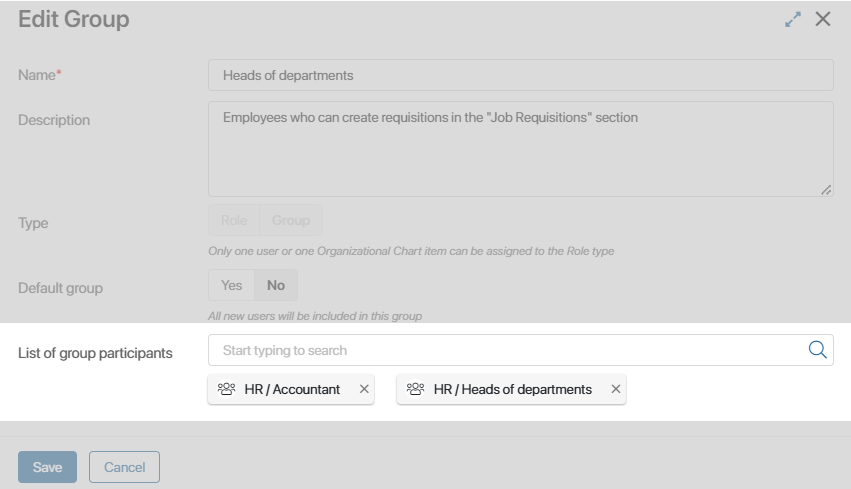 Edit Group
Name*
Heads of departments
Description
Employees who can create requisitions in the "Job Requisitions" section
Type
Role Group
Only one user or one Organizational Chart item can be assigned to the Role type
Default group
Yes No
All new users will be included in this group
List of group participants
Start typing to search
HR / Accountant
HR / Heads of departments
Save Cancel